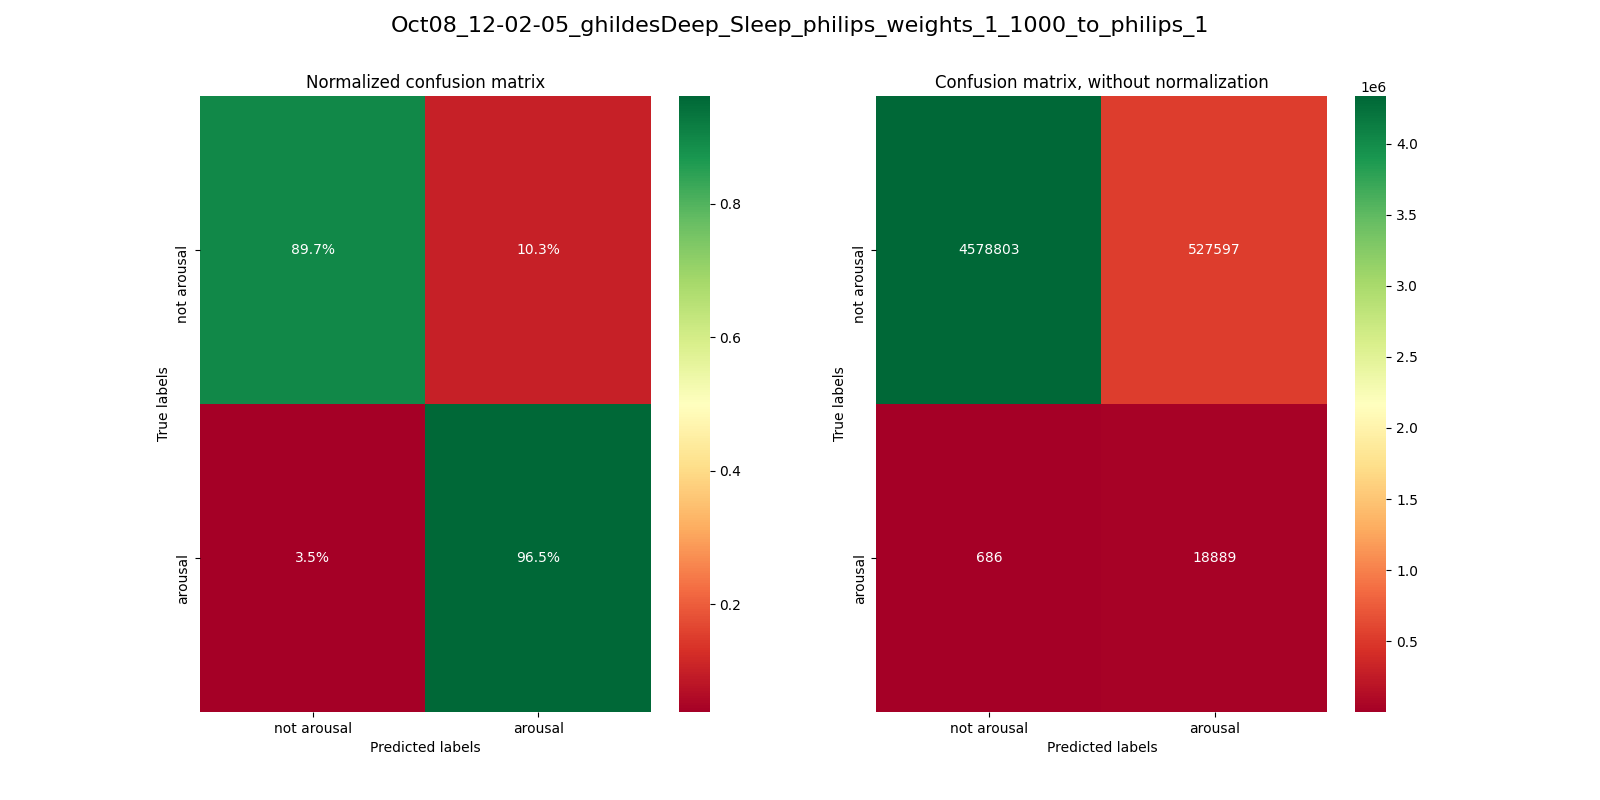 Oct08_12-02-05_ghildesDeep_Sleep_philips_weights_1_1000_to_philips_1
Normalized confusion matrix
True labels
not arousal
arousal
89.7%
10.3%
3.5%
96.5%
not arousal
arousal
Predicted labels
0.8
0.6
0.4
0.2
Confusion matrix, without normalization
True labels
not arousal
arousal
4578803
527597
686
18889
not arousal
arousal
Predicted labels
1e6
4.0
3.5
3.0
2.5
2.0
1.5
1.0
0.5